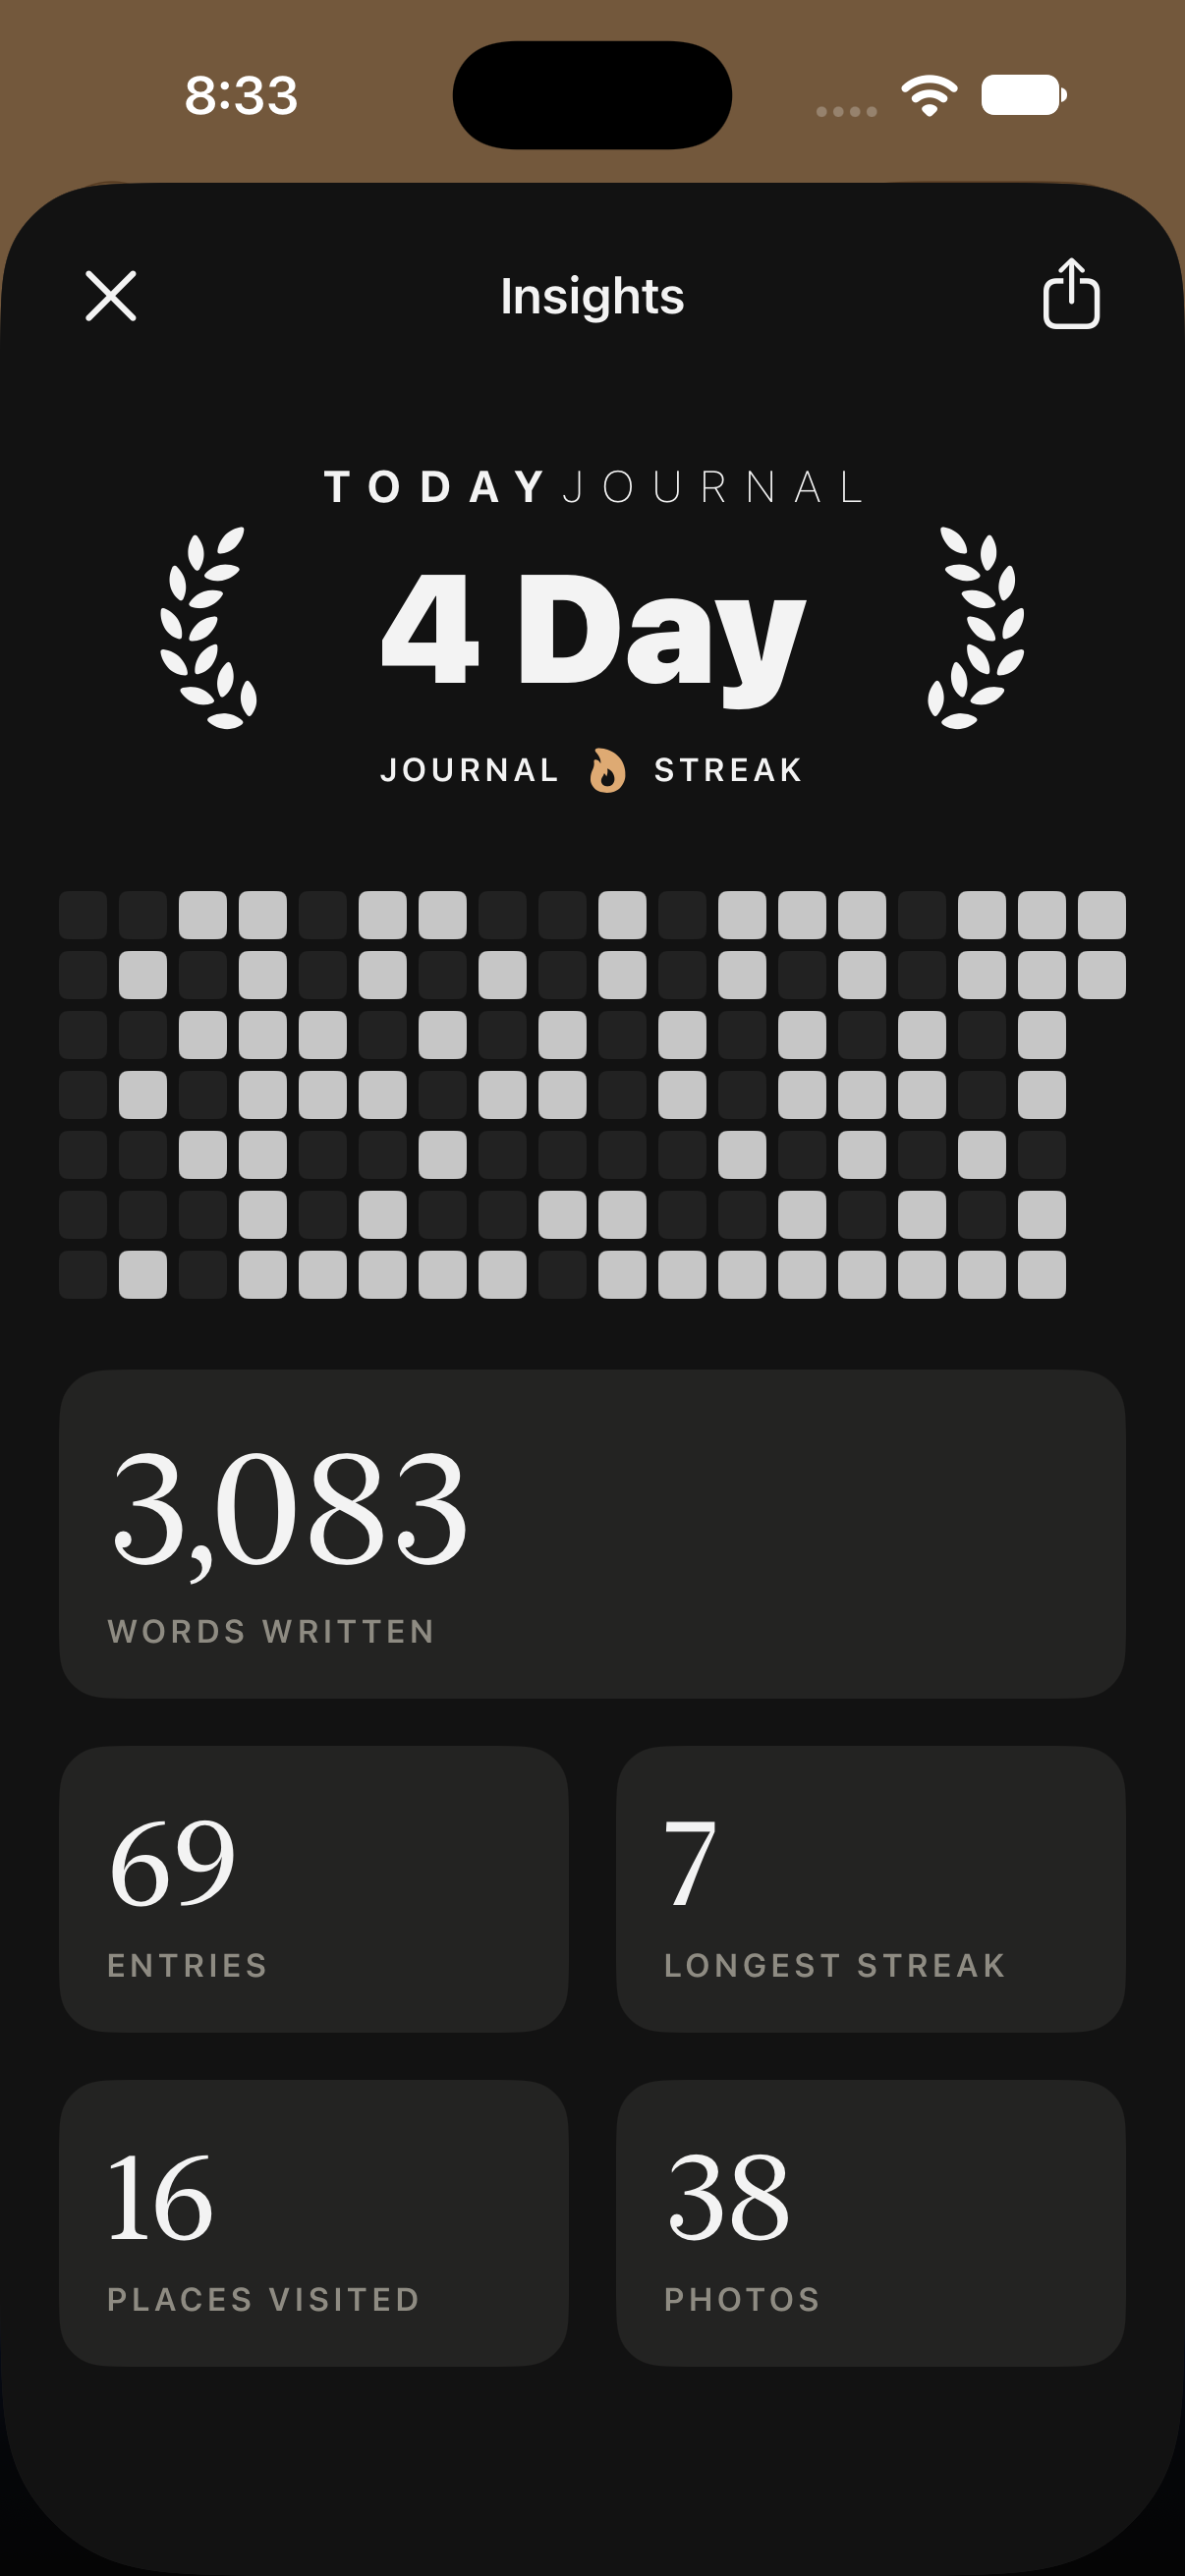 8:33
Insights
TODAYJOURNAL
4 Day
JOURNAL STREAK
3,083
WORDS WRITTEN
69
ENTRIES
7
LONGEST STREAK
16
PLACES VISITED
38
PHOTOS